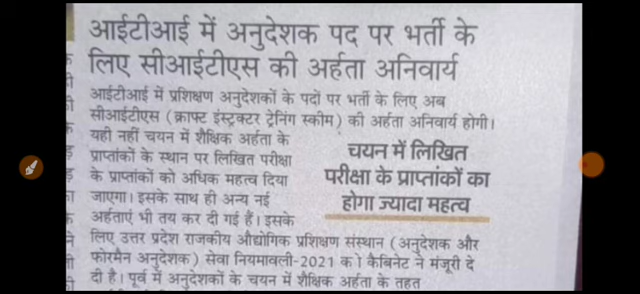 आईटीआई में अनुदेशक पद पर भर्ती के
लिए सीआईटीएस की अर्हता अनिवार्य
आईटीआई में प्रशिक्षण अनुदेशकों के पदों पर भर्ती के लिए अब
सीआईटीएस (क्राफ्ट इंस्ट्रक्टर ट्रेनिंग स्कीम) की अर्हता अनिवार्य होगी।
यही नहीं चयन में शैक्षिक अर्हता के
प्राप्तांकों के स्थान पर लिखित परीक्षा
के प्राप्तांकों को अधिक महत्व दिया
जाएगा। इसके साथ ही अन्य नई
अर्हताएं भी तय कर दी गई हैं। इसके
चयन में लिखित
परीक्षा के प्राप्तांकों का
होगा ज्यादा महत्व
लिए उत्तर प्रदेश राजकीय औद्योगिक प्रशिक्षण संस्थान (अनुदेशक और
फोरमैन अनुदेशक) सेवा नियमावली-2021 को कैबिनेट ने मंजूरी दे
दी है। पूर्व में अनुदेशकों के चयन में शैक्षिक अर्हता के तहत